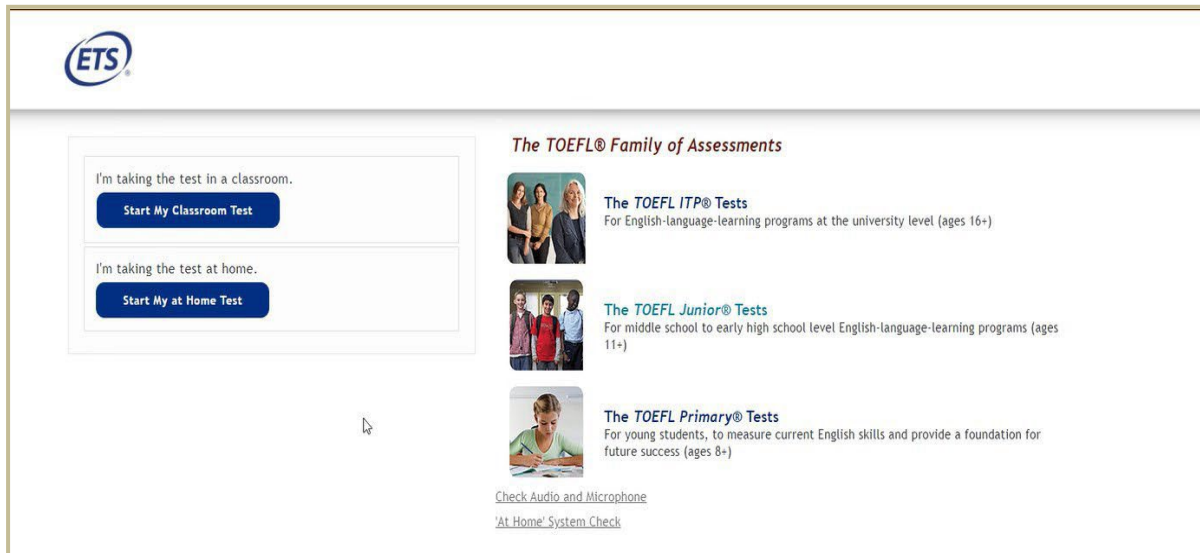 ETS®
I'm taking the test in a classroom.
Start My Classroom Test
I'm taking the test at home.
Start My at Home Test
The TOEFL® Family of Assessments
The TOEFL ITP® Tests
For English-language-learning programs at the university level (ages 16+)
The TOEFL Junior® Tests
For middle school to early high school level English-language-learning programs (ages
11+)
The TOEFL Primary® Tests
For young students, to measure current English skills and provide a foundation for
future success (ages 8+)
Check Audio and Microphone
'At Home' System Check